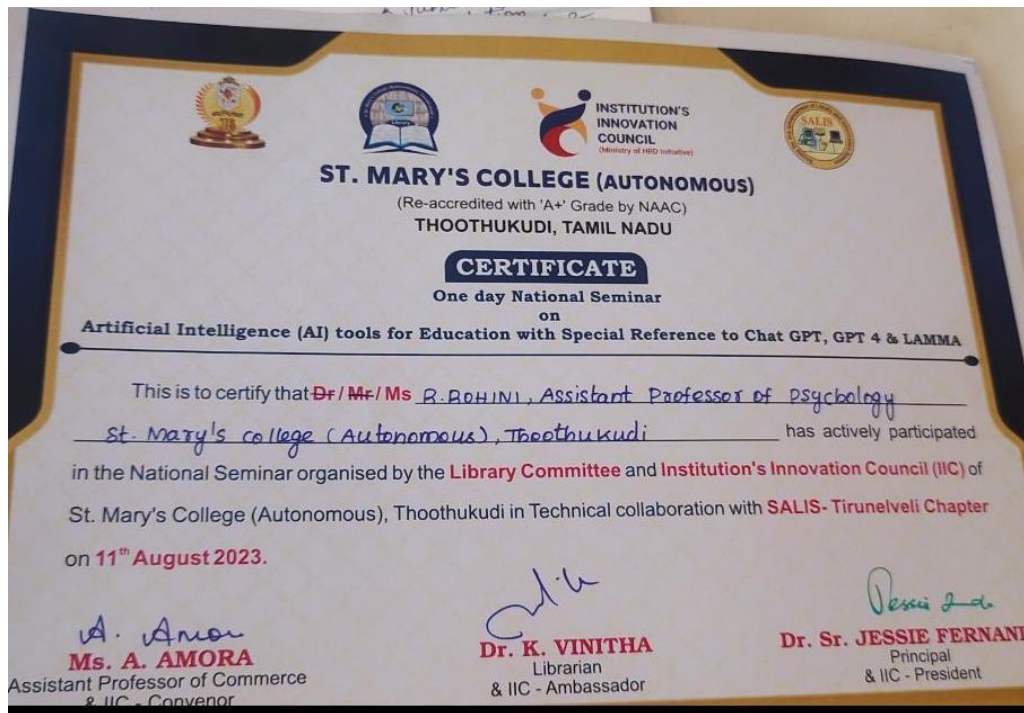 INSTITUTION'S
INNOVATION
COUNCIL
(Ministry of HRD Initiative)
SALIS
Library
ST. MARY'S COLLEGE (AUTONOMOUS)
(Re-accredited with 'A+' Grade by NAAC)
THOOTHUKUDI, TAMIL NADU
CERTIFICATE
One day National Seminar
on
Artificial Intelligence (AI) tools for Education with Special Reference to Chat GPT, GPT 4 & LAMMA
This is to certify that Dr / Mr / Ms R.ROHINI, Assistant Professor of Psychology
St. Mary's college (Autonomous), Thoothukudi has actively participated
in the National Seminar organised by the Library Committee and Institution's Innovation Council (IIC) of
St. Mary's College (Autonomous), Thoothukudi in Technical collaboration with SALIS- Tirunelveli Chapter
on 11th August 2023.
A. Amora
Ms. A. AMORA
Assistant Professor of Commerce
& IIC - Convenor
Dr. K. VINITHA
Librarian
& IIC - Ambassador
Dr. Sr. JESSIE FERNAND
Principal
& IIC - President